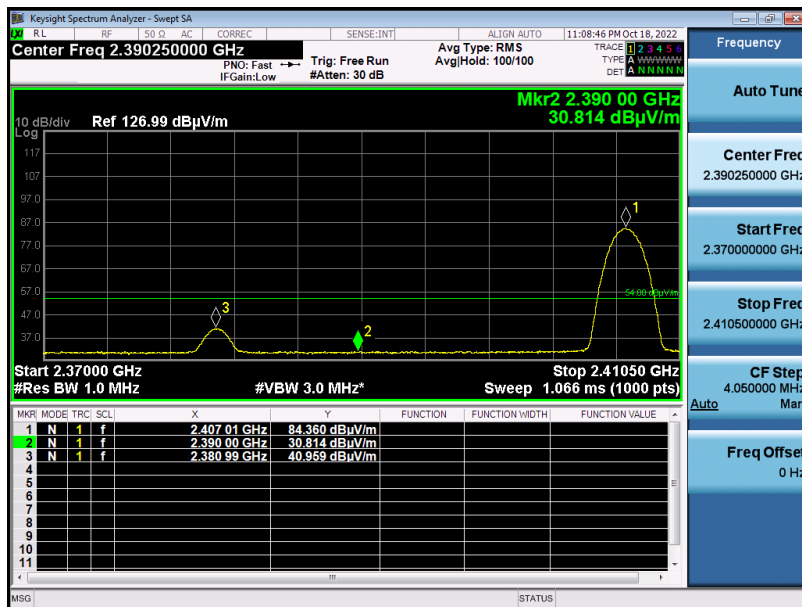 Keysight Spectrum Analyzer - Swept SA
LXI RL RF 50 Ω AC CORREC SENSE:INT ALIGN AUTO 11:08:46 PM Oct 18, 2022
Center Freq 2.390250000 GHz
PNO: Fast
IFGain:Low
Trig: Free Run
#Atten: 30 dB
Avg Type: RMS
Avg|Hold: 100/100
TRACE 1 2 3 4 5 6
TYPE A WWWWW
DET A N N N N N
Frequency
Mkr2 2.390 00 GHz
30.814 dBµV/m
10 dB/div Ref 126.99 dBµV/m
Log
117
107
97.0
87.0
77.0
67.0
57.0
47.0
37.0
1
2
3
54.00 dBµV/m
Start 2.37000 GHz Stop 2.41050 GHz
#Res BW 1.0 MHz #VBW 3.0 MHz* Sweep 1.066 ms (1000 pts)
MKR MODE TRC SCL X Y FUNCTION FUNCTION WIDTH FUNCTION VALUE
1 N 1 f 2.407 01 GHz 84.360 dBµV/m
2 N 1 f 2.390 00 GHz 30.814 dBµV/m
3 N 1 f 2.380 99 GHz 40.959 dBµV/m
4
5
6
7
8
9
10
11
MSG STATUS
Auto Tune
Center Freq
2.390250000 GHz
Start Freq
2.370000000 GHz
Stop Freq
2.410500000 GHz
CF Step
4.050000 MHz
Auto Man
Freq Offset
0 Hz